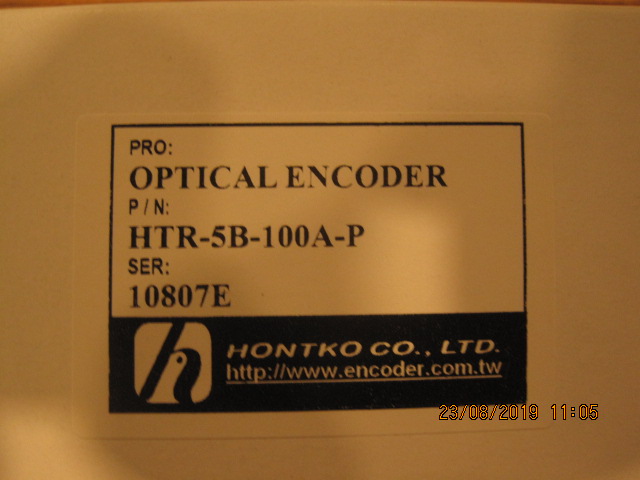 PRO:
OPTICAL ENCODER
P/N:
HTR-5B-100A-P
SER:
10807E
HONTKO CO., LTD.
http://www.encoder.com.tw
23/08/2019 11:05